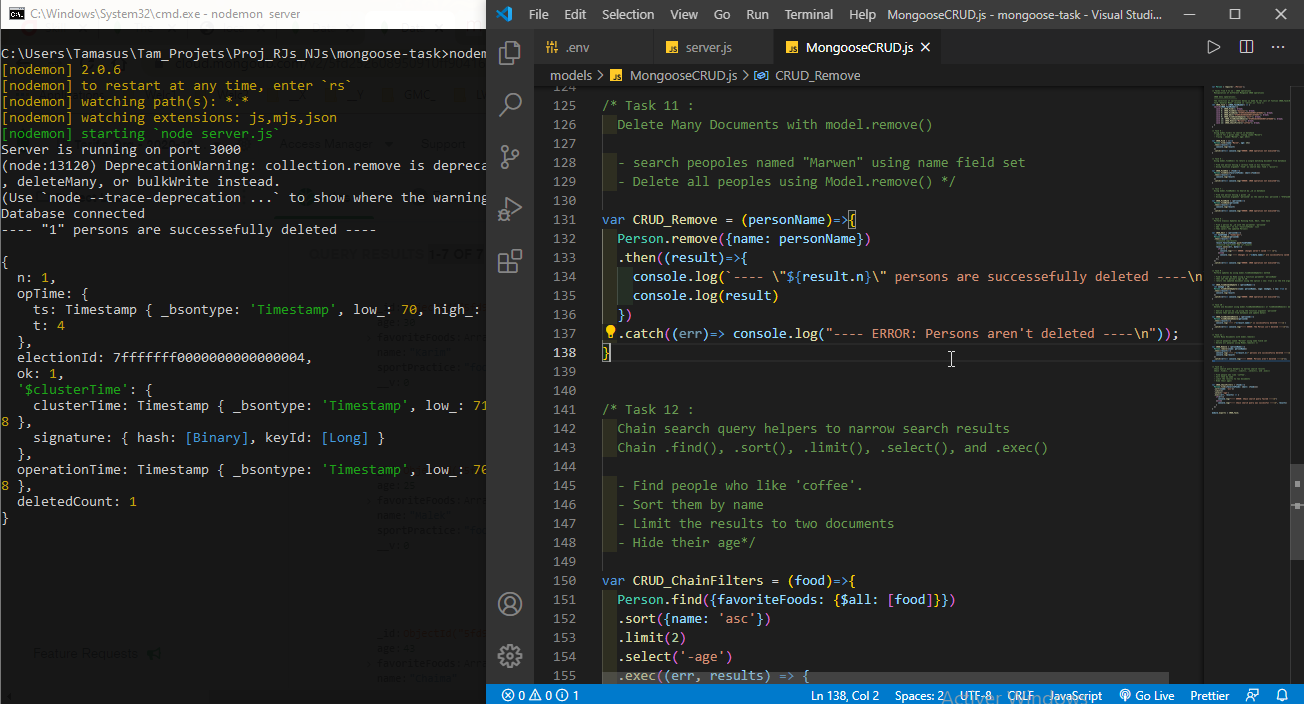 C:\Windows\System32\cmd.exe - nodemon server
C:\Users\Tamasus\Tam_Projets\Proj_RJs_NJs\mongoose-task>nodem
[nodemon] 2.0.6
[nodemon] to restart at any time, enter `rs`
[nodemon] watching path(s): *.*
[nodemon] watching extensions: js,mjs,json
[nodemon] starting `node server.js`
Server is running on port 3000
(node:13120) DeprecationWarning: collection.remove is depreca
, deleteMany, or bulkWrite instead.
(Use `node --trace-deprecation ...` to show where the warning
Database connected
---- "1" persons are successefully deleted ----
{
n: 1,
opTime: {
ts: Timestamp { _bsontype: 'Timestamp', low_: 70, high_:
t: 4
},
electionId: 7fffffff0000000000000004,
ok: 1,
'$clusterTime': {
clusterTime: Timestamp { _bsontype: 'Timestamp', low_: 71
8 },
signature: { hash: [Binary], keyId: [Long] }
},
operationTime: Timestamp { _bsontype: 'Timestamp', low_: 70
8 },
deletedCount: 1
}
Feature Requests
File Edit Selection View Go Run Terminal Help MongooseCRUD.js - mongoose-task - Visual Studi...
.env JS server.js JS MongooseCRUD.js
models > JS MongooseCRUD.js > CRUD_Remove
124
125 /* Task 11 :
126 Delete Many Documents with model.remove()
127
128 - search peopoles named "Marwen" using name field set
129 - Delete all peoples using Model.remove() */
130
131 var CRUD_Remove = (personName)=>{
132 Person.remove({name: personName})
133 .then((result)=>{
134 console.log(`---- \"${result.n}\" persons are successefully deleted ----\n
135 console.log(result)
136 })
137 .catch((err)=> console.log("---- ERROR: Persons aren't deleted ----\n"));
138 }
139
140
141 /* Task 12 :
142 Chain search query helpers to narrow search results
143 Chain .find(), .sort(), .limit(), .select(), and .exec()
144
145 - Find people who like 'coffee'.
146 - Sort them by name
147 - Limit the results to two documents
148 - Hide their age*/
149
150 var CRUD_ChainFilters = (food)=>{
151 Person.find({favoriteFoods: {$all: [food]}})
152 .sort({name: 'asc'})
153 .limit(2)
154 .select('-age')
155 .exec((err, results) => {
0 0 1 Ln 138, Col 2 Spaces: 2 UTF-8 CRLF JavaScript Go Live Prettier
Activer Windows